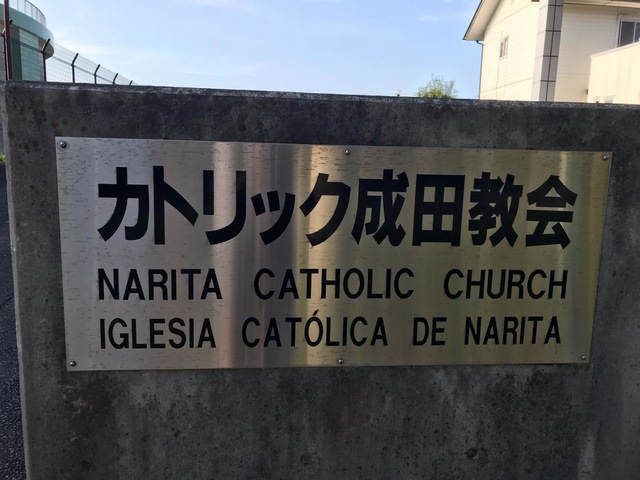 カトリック成田教会
NARITA CATHOLIC CHURCH
IGLESIA CATÓLICA DE NARITA